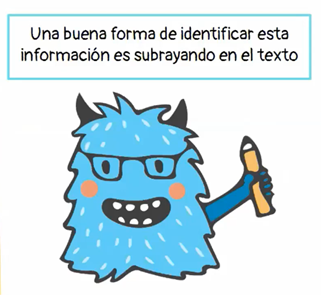 Una buena forma de identificar esta
información es subrayando en el texto